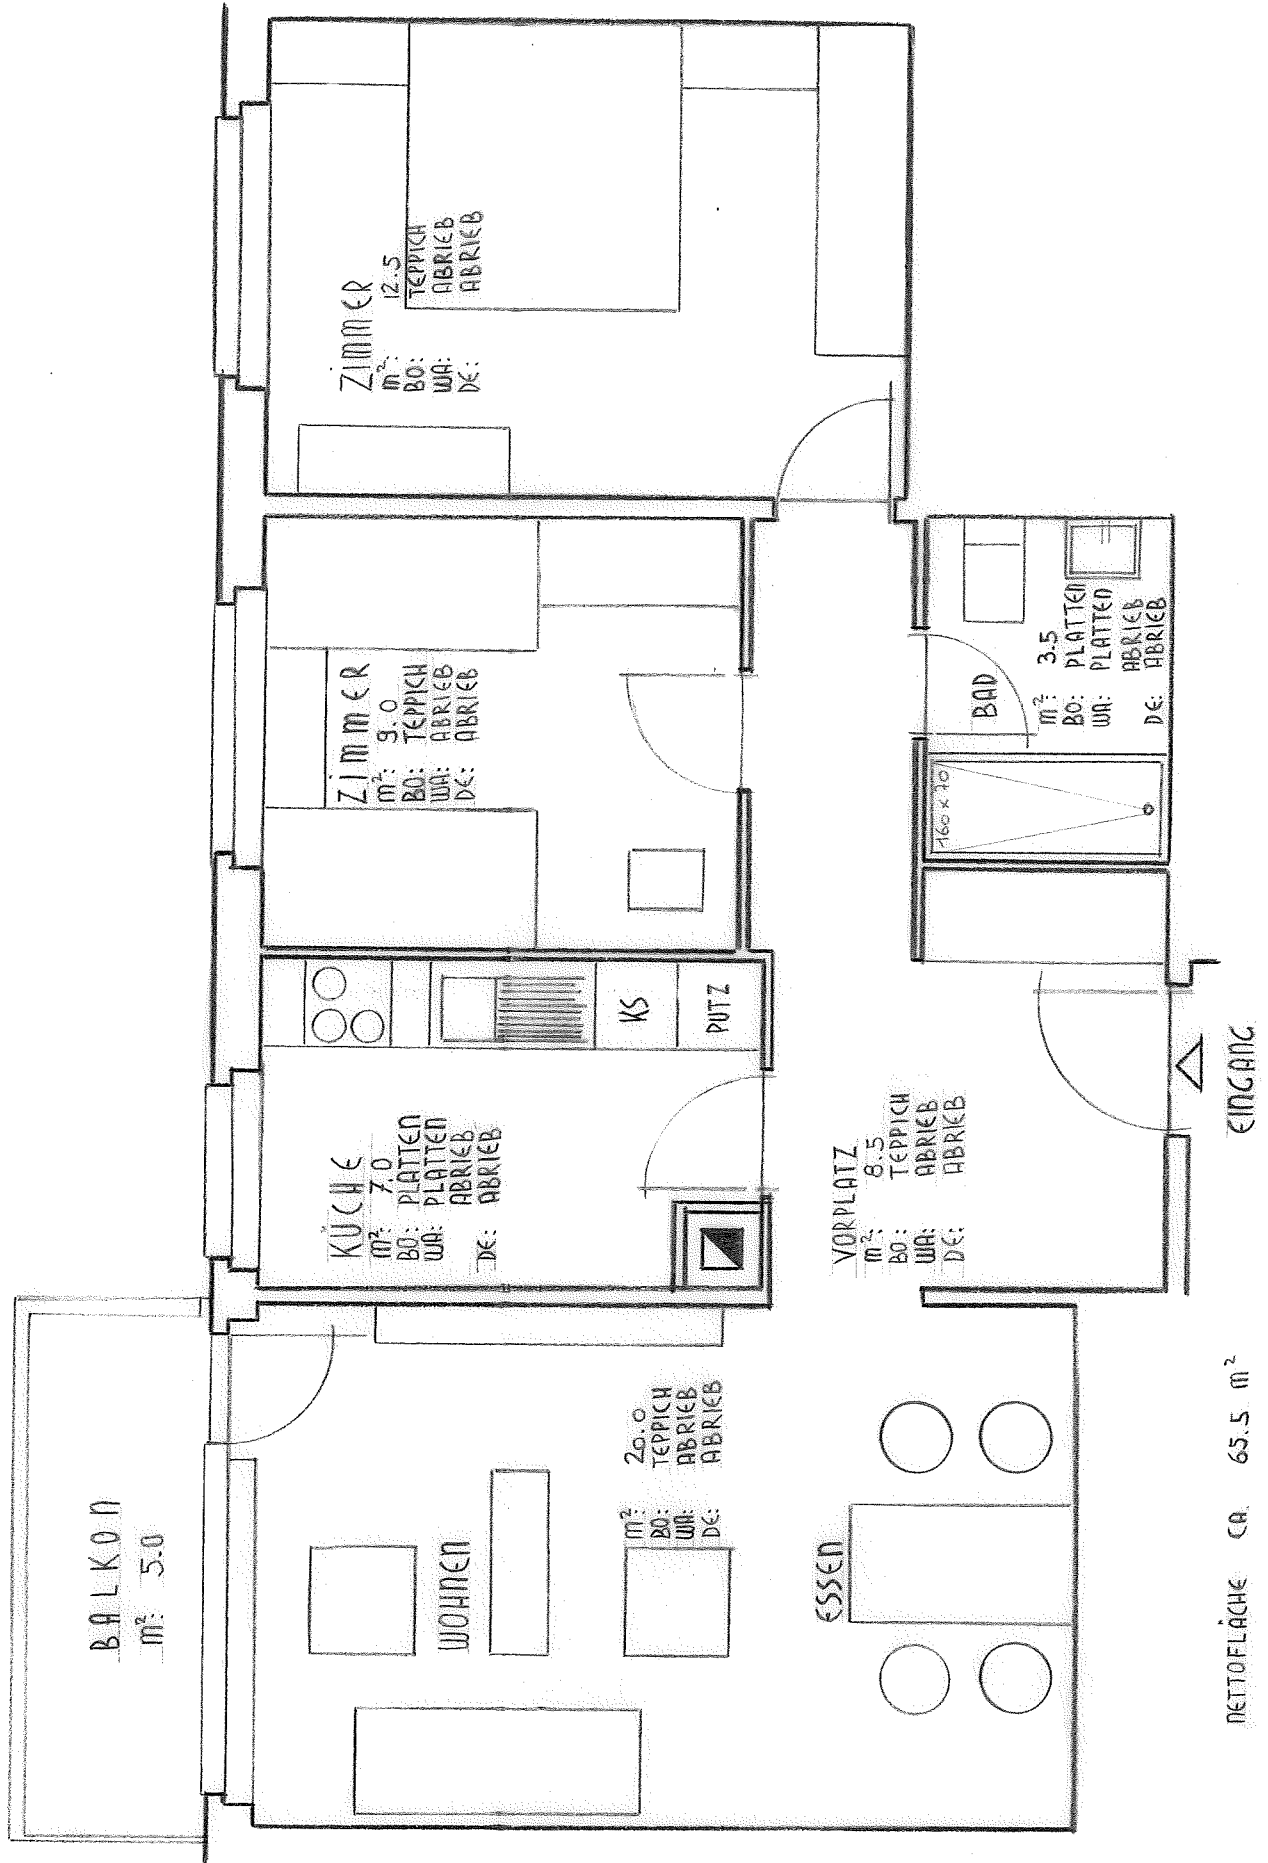 BALKON
m²: 5.0
WOHNEN
m²: 20.0
BO: TEPPICH
WA: ABRIEB
DE: ABRIEB
ESSEN
KÜCHE
m²: 7.0
BO: PLATTEN
WA: PLATTEN
ABRIEB
DE: ABRIEB
KS
PUTZ
VORPLATZ
m²: 8.5
BO: TEPPICH
WA: ABRIEB
DE: ABRIEB
ZIMMER
m²: 9.0
BO: TEPPICH
WA: ABRIEB
DE: ABRIEB
ZIMMER
m²: 12.5
BO: TEPPICH
WA: ABRIEB
DE: ABRIEB
BAD
m²: 3.5
BO: PLATTEN
WA: PLATTEN
ABRIEB
DE: ABRIEB
160 x 70
EINGANG
NETTOFLÄCHE CA. 65.5 m²